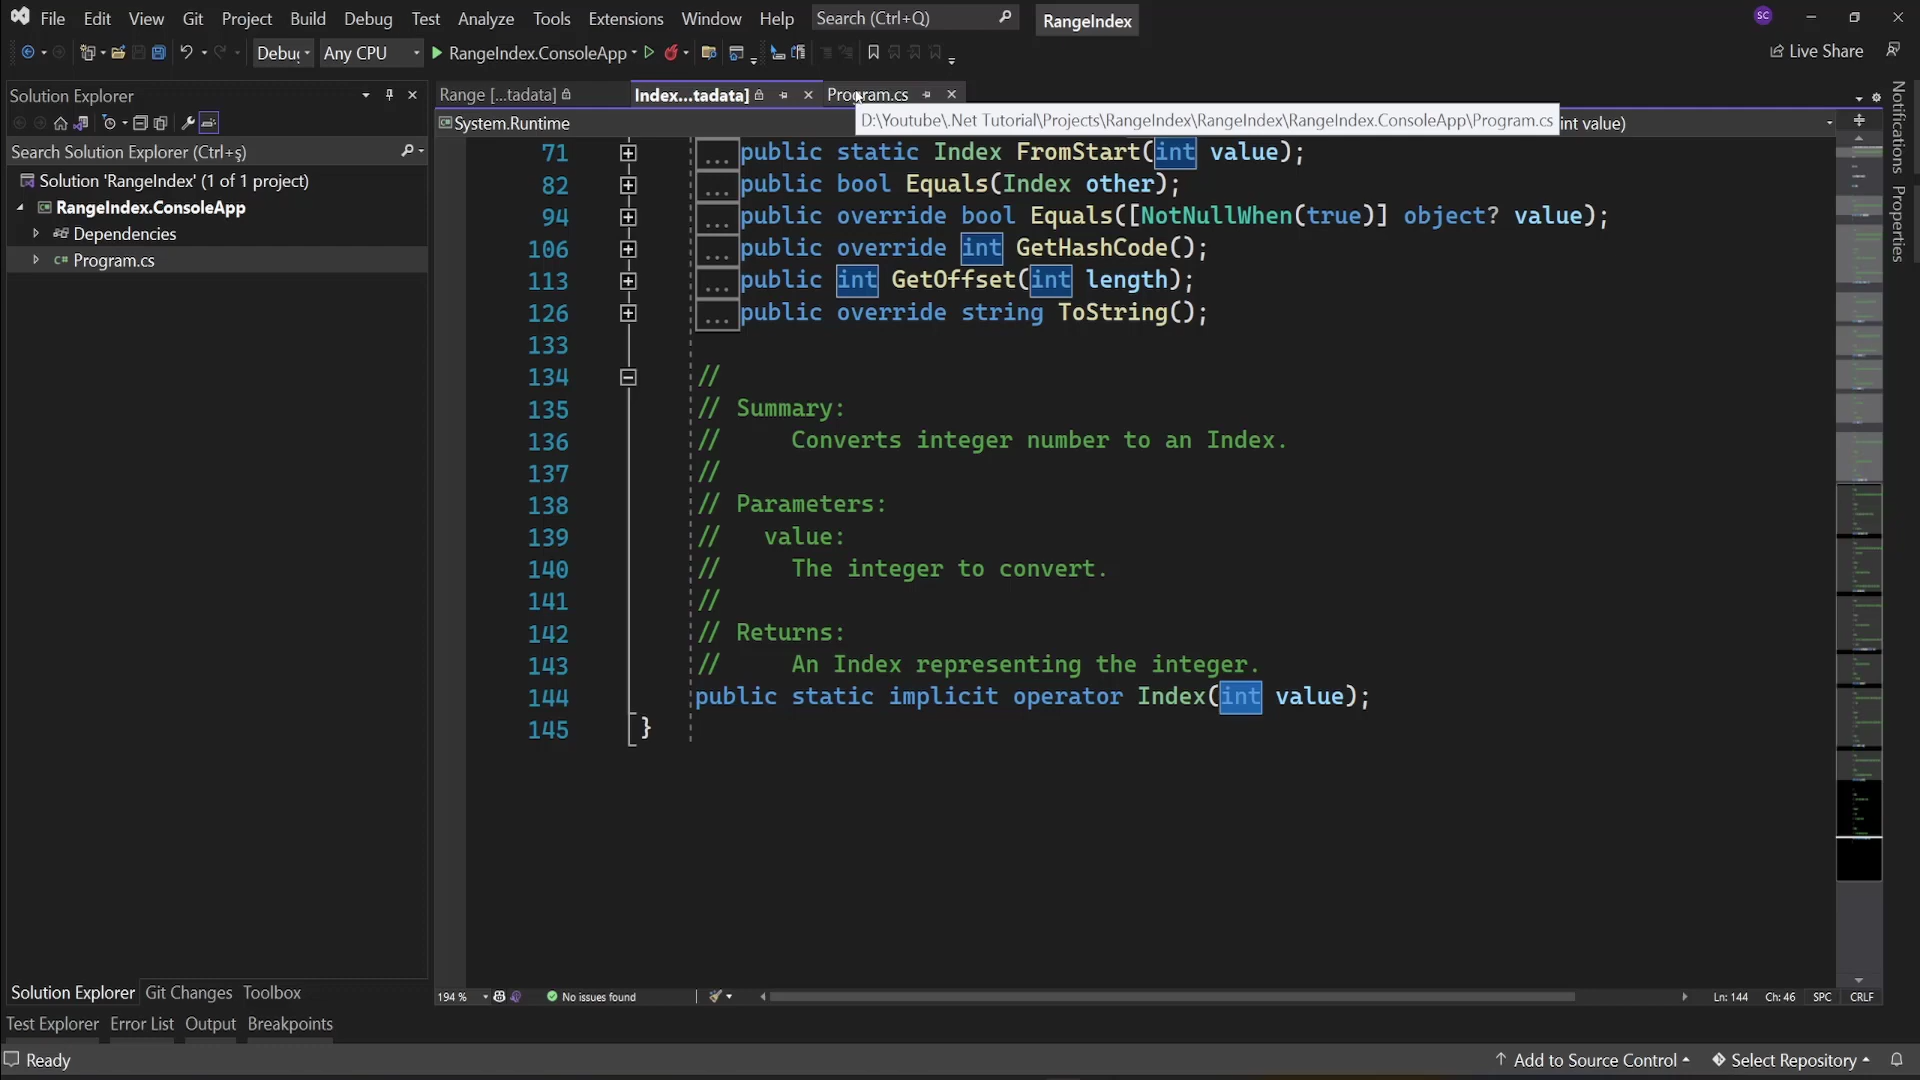 File Edit View Git Project Build Debug Test Analyze Tools Extensions Window Help Search (Ctrl+Q) RangeIndex SC
Debu Any CPU RangeIndex.ConsoleApp Live Share
Solution Explorer
Search Solution Explorer (Ctrl+ş)
Solution 'RangeIndex' (1 of 1 project)
RangeIndex.ConsoleApp
Dependencies
C# Program.cs
Range [...tadata] Index...tadata] Program.cs
System.Runtime int value)
D:\Youtube\.Net Tutorial\Projects\RangeIndex\RangeIndex\RangeIndex.ConsoleApp\Program.cs
71 ... public static Index FromStart(int value);
82 ... public bool Equals(Index other);
94 ... public override bool Equals([NotNullWhen(true)] object? value);
106 ... public override int GetHashCode();
113 ... public int GetOffset(int length);
126 ... public override string ToString();
133
134 //
135 // Summary:
136 // Converts integer number to an Index.
137 //
138 // Parameters:
139 // value:
140 // The integer to convert.
141 //
142 // Returns:
143 // An Index representing the integer.
144 public static implicit operator Index(int value);
145 }
Notifications
Properties
194 % No issues found Ln: 144 Ch: 46 SPC CRLF
Solution Explorer Git Changes Toolbox
Test Explorer Error List Output Breakpoints
Ready Add to Source Control Select Repository